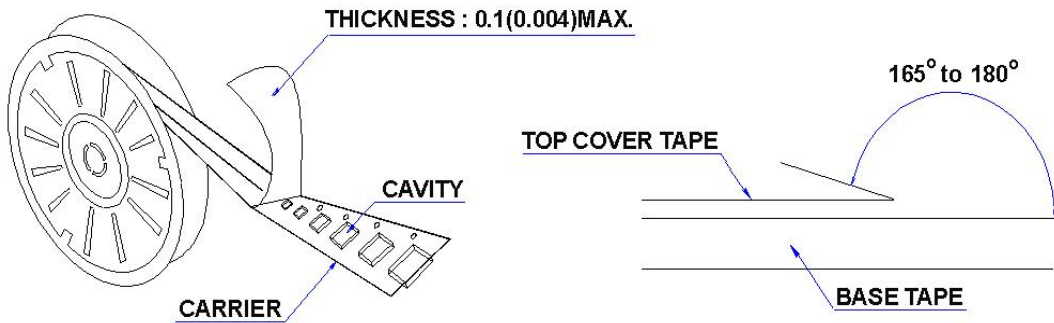 THICKNESS : 0.1(0.004)MAX.
165° to 180°
TOP COVER TAPE
CAVITY
CARRIER
BASE TAPE